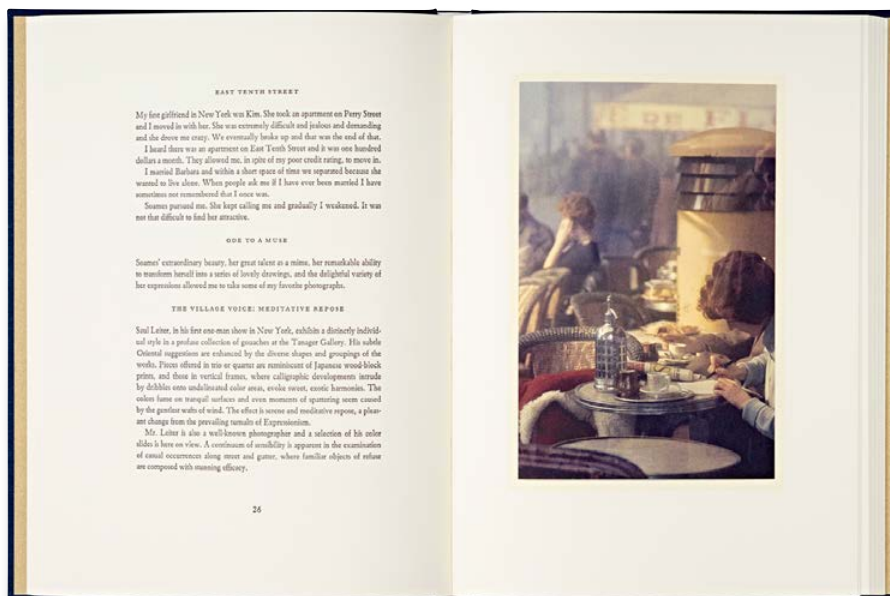 EAST TENTH STREET
My first girlfriend in New York was Kim. She took an apartment on Perry Street
and I moved in with her. She was extremely difficult and jealous and demanding
and she drove me crazy. We eventually broke up and that was the end of that.
I heard there was an apartment on East Tenth Street and it was one hundred
dollars a month. They allowed me, in spite of my poor credit rating, to move in.
I married Barbara and within a short space of time we separated because she
wanted to live alone. When people ask me if I have ever been married I have
sometimes not remembered that I once was.
Soames pursued me. She kept calling me and gradually I weakened. It was
not that difficult to find her attractive.
ODE TO A MUSE
Soames' extraordinary beauty, her great talent as a mime, her remarkable ability
to transform herself into a series of lovely drawings, and the delightful variety of
her expressions allowed me to take some of my favorite photographs.
THE VILLAGE VOICE: MEDITATIVE REPOSE
Saul Leiter, in his first one-man show in New York, exhibits a distinctly individ-
ual style in a profuse collection of gouaches at the Tanager Gallery. His subtle
Oriental suggestions are enhanced by the diverse shapes and groupings of the
works. Pieces offered in trio or quartet are reminiscent of Japanese wood-block
prints, and those in vertical frames, where calligraphic developments intrude
by dribbles onto undelineated color areas, evoke sweet, exotic harmonies. The
colors fume on tranquil surfaces and even moments of sputtering seem caused
by the gentlest wafts of wind. The effect is serene and meditative repose, a pleas-
ant change from the prevailing tumult of Expressionism.
Mr. Leiter is also a well-known photographer and a selection of his color
slides is here on view. A continuum of sensibility is apparent in the examination
of casual occurrences along street and gutter, where familiar objects of refuse
are composed with stunning efficacy.
26
DE FL